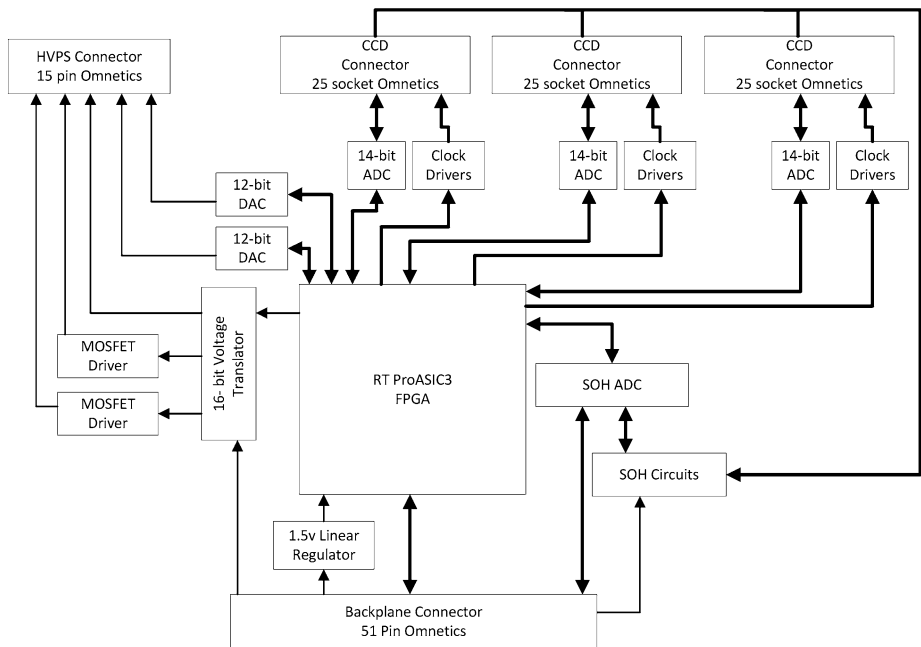 HVPS Connector
15 pin Omnetics
CCD
Connector
25 socket Omnetics
CCD
Connector
25 socket Omnetics
CCD
Connector
25 socket Omnetics
14-bit
ADC
Clock
Drivers
14-bit
ADC
Clock
Drivers
14-bit
ADC
Clock
Drivers
12-bit
DAC
12-bit
DAC
16- bit Voltage
Translator
MOSFET
Driver
MOSFET
Driver
RT ProASIC3
FPGA
SOH ADC
SOH Circuits
1.5v Linear
Regulator
Backplane Connector
51 Pin Omnetics